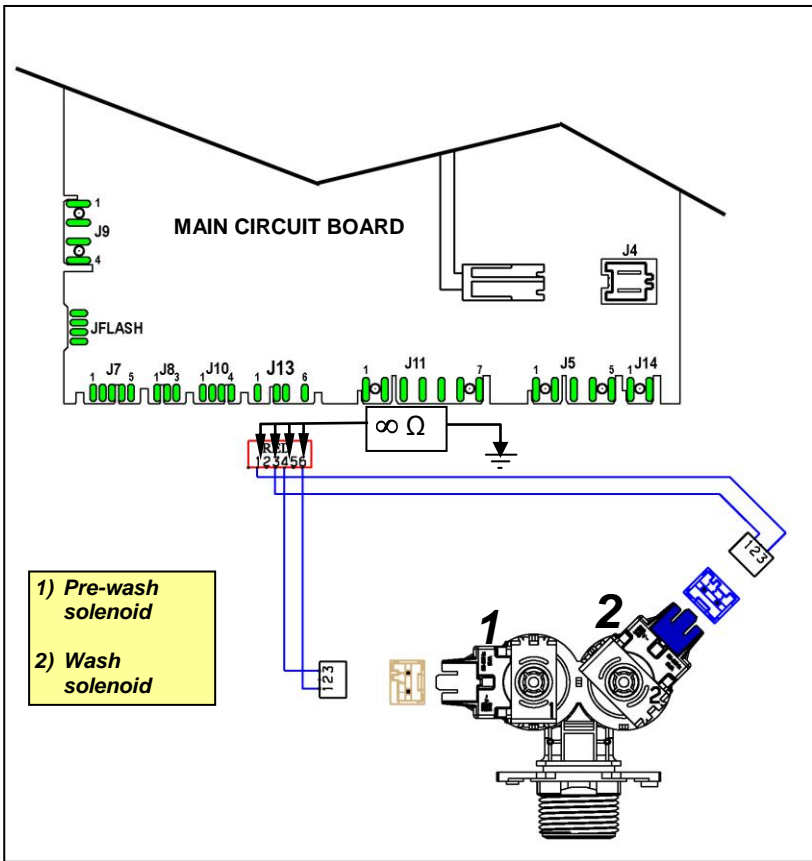 MAIN CIRCUIT BOARD
1
J9
4
J4
JFLASH
J7
J8
J10
J13
J11
J5
J14
1 5
1 3
1 4
1 6
1 7
1 5
1
∞ Ω
RED
123456
123
1) Pre-wash
solenoid
2) Wash
solenoid
1
2
2
123